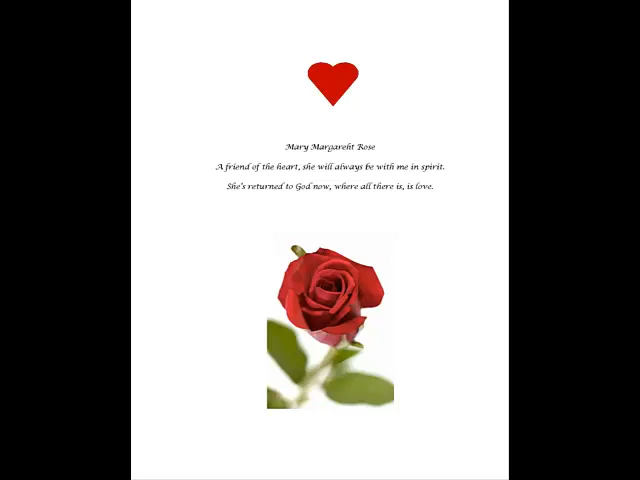 Mary Margareht Rose
A friend of the heart, she will always be with me in spirit.
She's returned to God now, where all there is, is love.